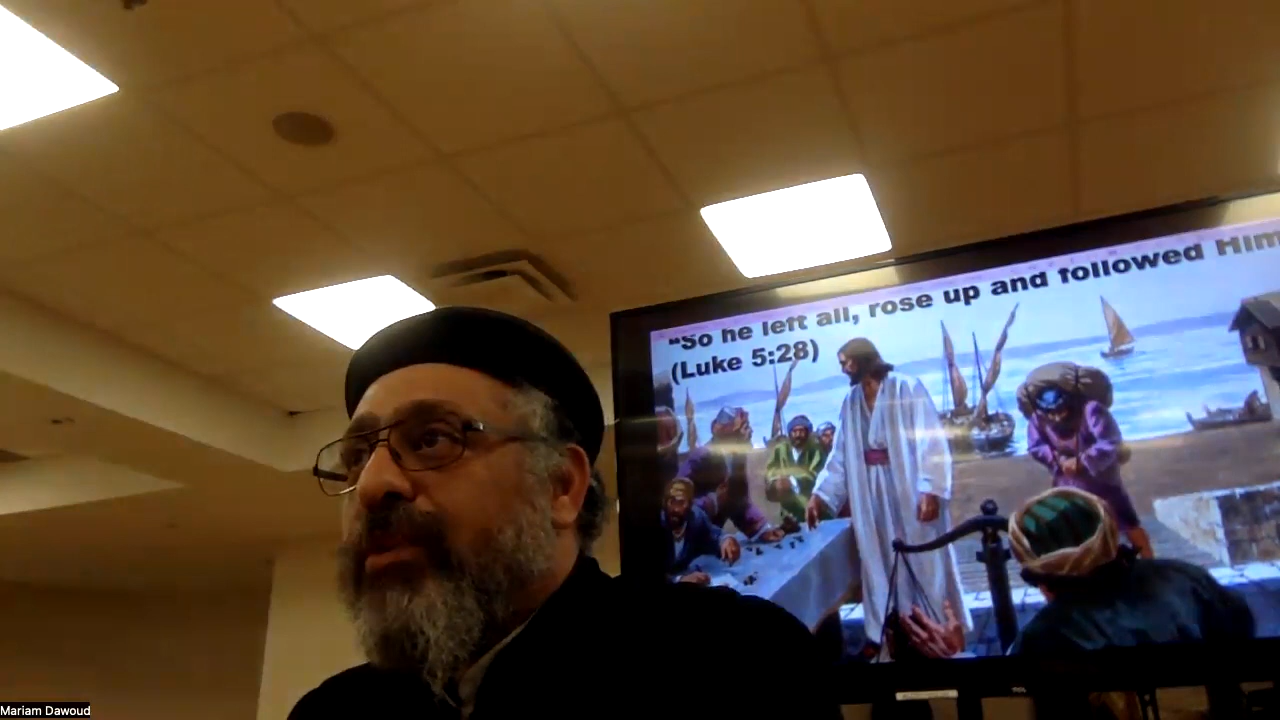 “So he left all, rose up and followed Him
(Luke 5:28)
Mariam Dawoud